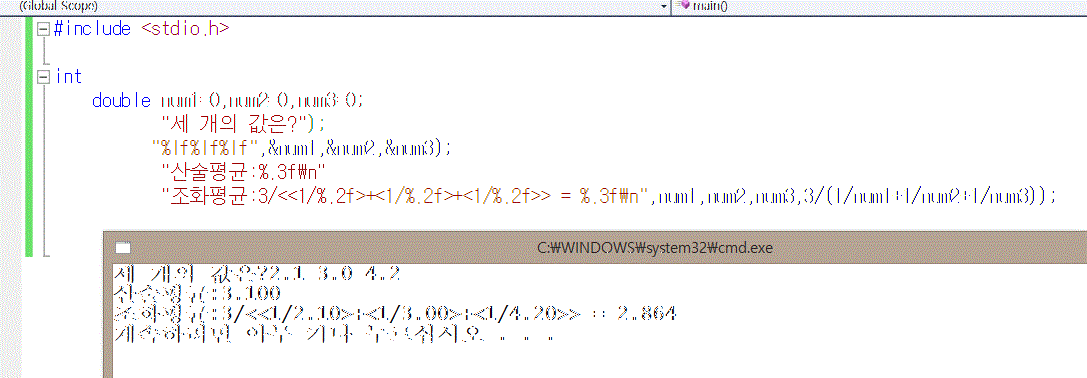 (Global Scope) main()
#include <stdio.h>
int
double num1=0,num2=0,num3=0;
"세 개의 값은?");
"%lf%lf%lf",&num1,&num2,&num3);
"산술평균:%.3f₩n"
"조화평균:3/<<1/%.2f>+<1/%.2f>+<1/%.2f>> = %.3f₩n",num1,num2,num3,3/(1/num1+1/num2+1/num3));
C:₩WINDOWS₩system32₩cmd.exe
세 개의 값은?2.1 3.0 4.2
산술평균:3.100
조화평균:3/<<1/2.10>+<1/3.00>+<1/4.20>> = 2.864
계속하려면 아무 키나 누르십시오 . . .